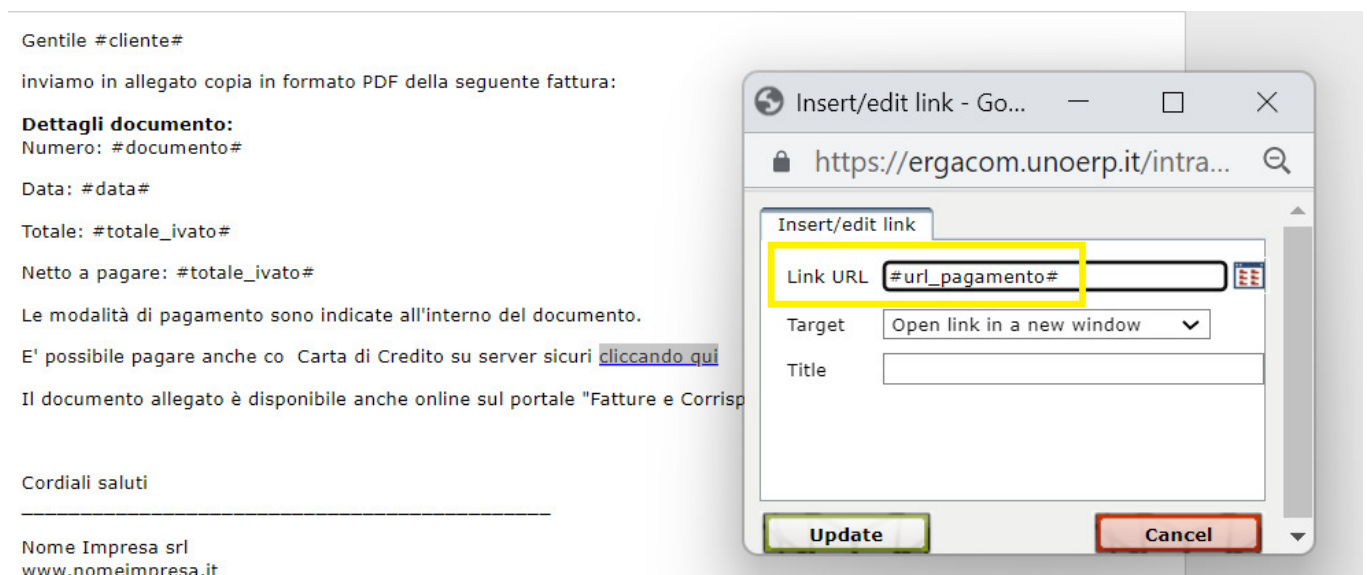 Gentile #cliente#
inviamo in allegato copia in formato PDF della seguente fattura:
Dettagli documento:
Numero: #documento#
Data: #data#
Totale: #totale_ivato#
Netto a pagare: #totale_ivato#
Le modalità di pagamento sono indicate all'interno del documento.
E' possibile pagare anche co  Carta di Credito su server sicuri cliccando qui
Il documento allegato è disponibile anche online sul portale "Fatture e Corrisp
Cordiali saluti
Nome Impresa srl
www.nomeimpresa.it
Insert/edit link - Go...
https://ergacom.unoerp.it/intra...
Insert/edit link
Link URL #url_pagamento#
Target Open link in a new window
Title
Update Cancel